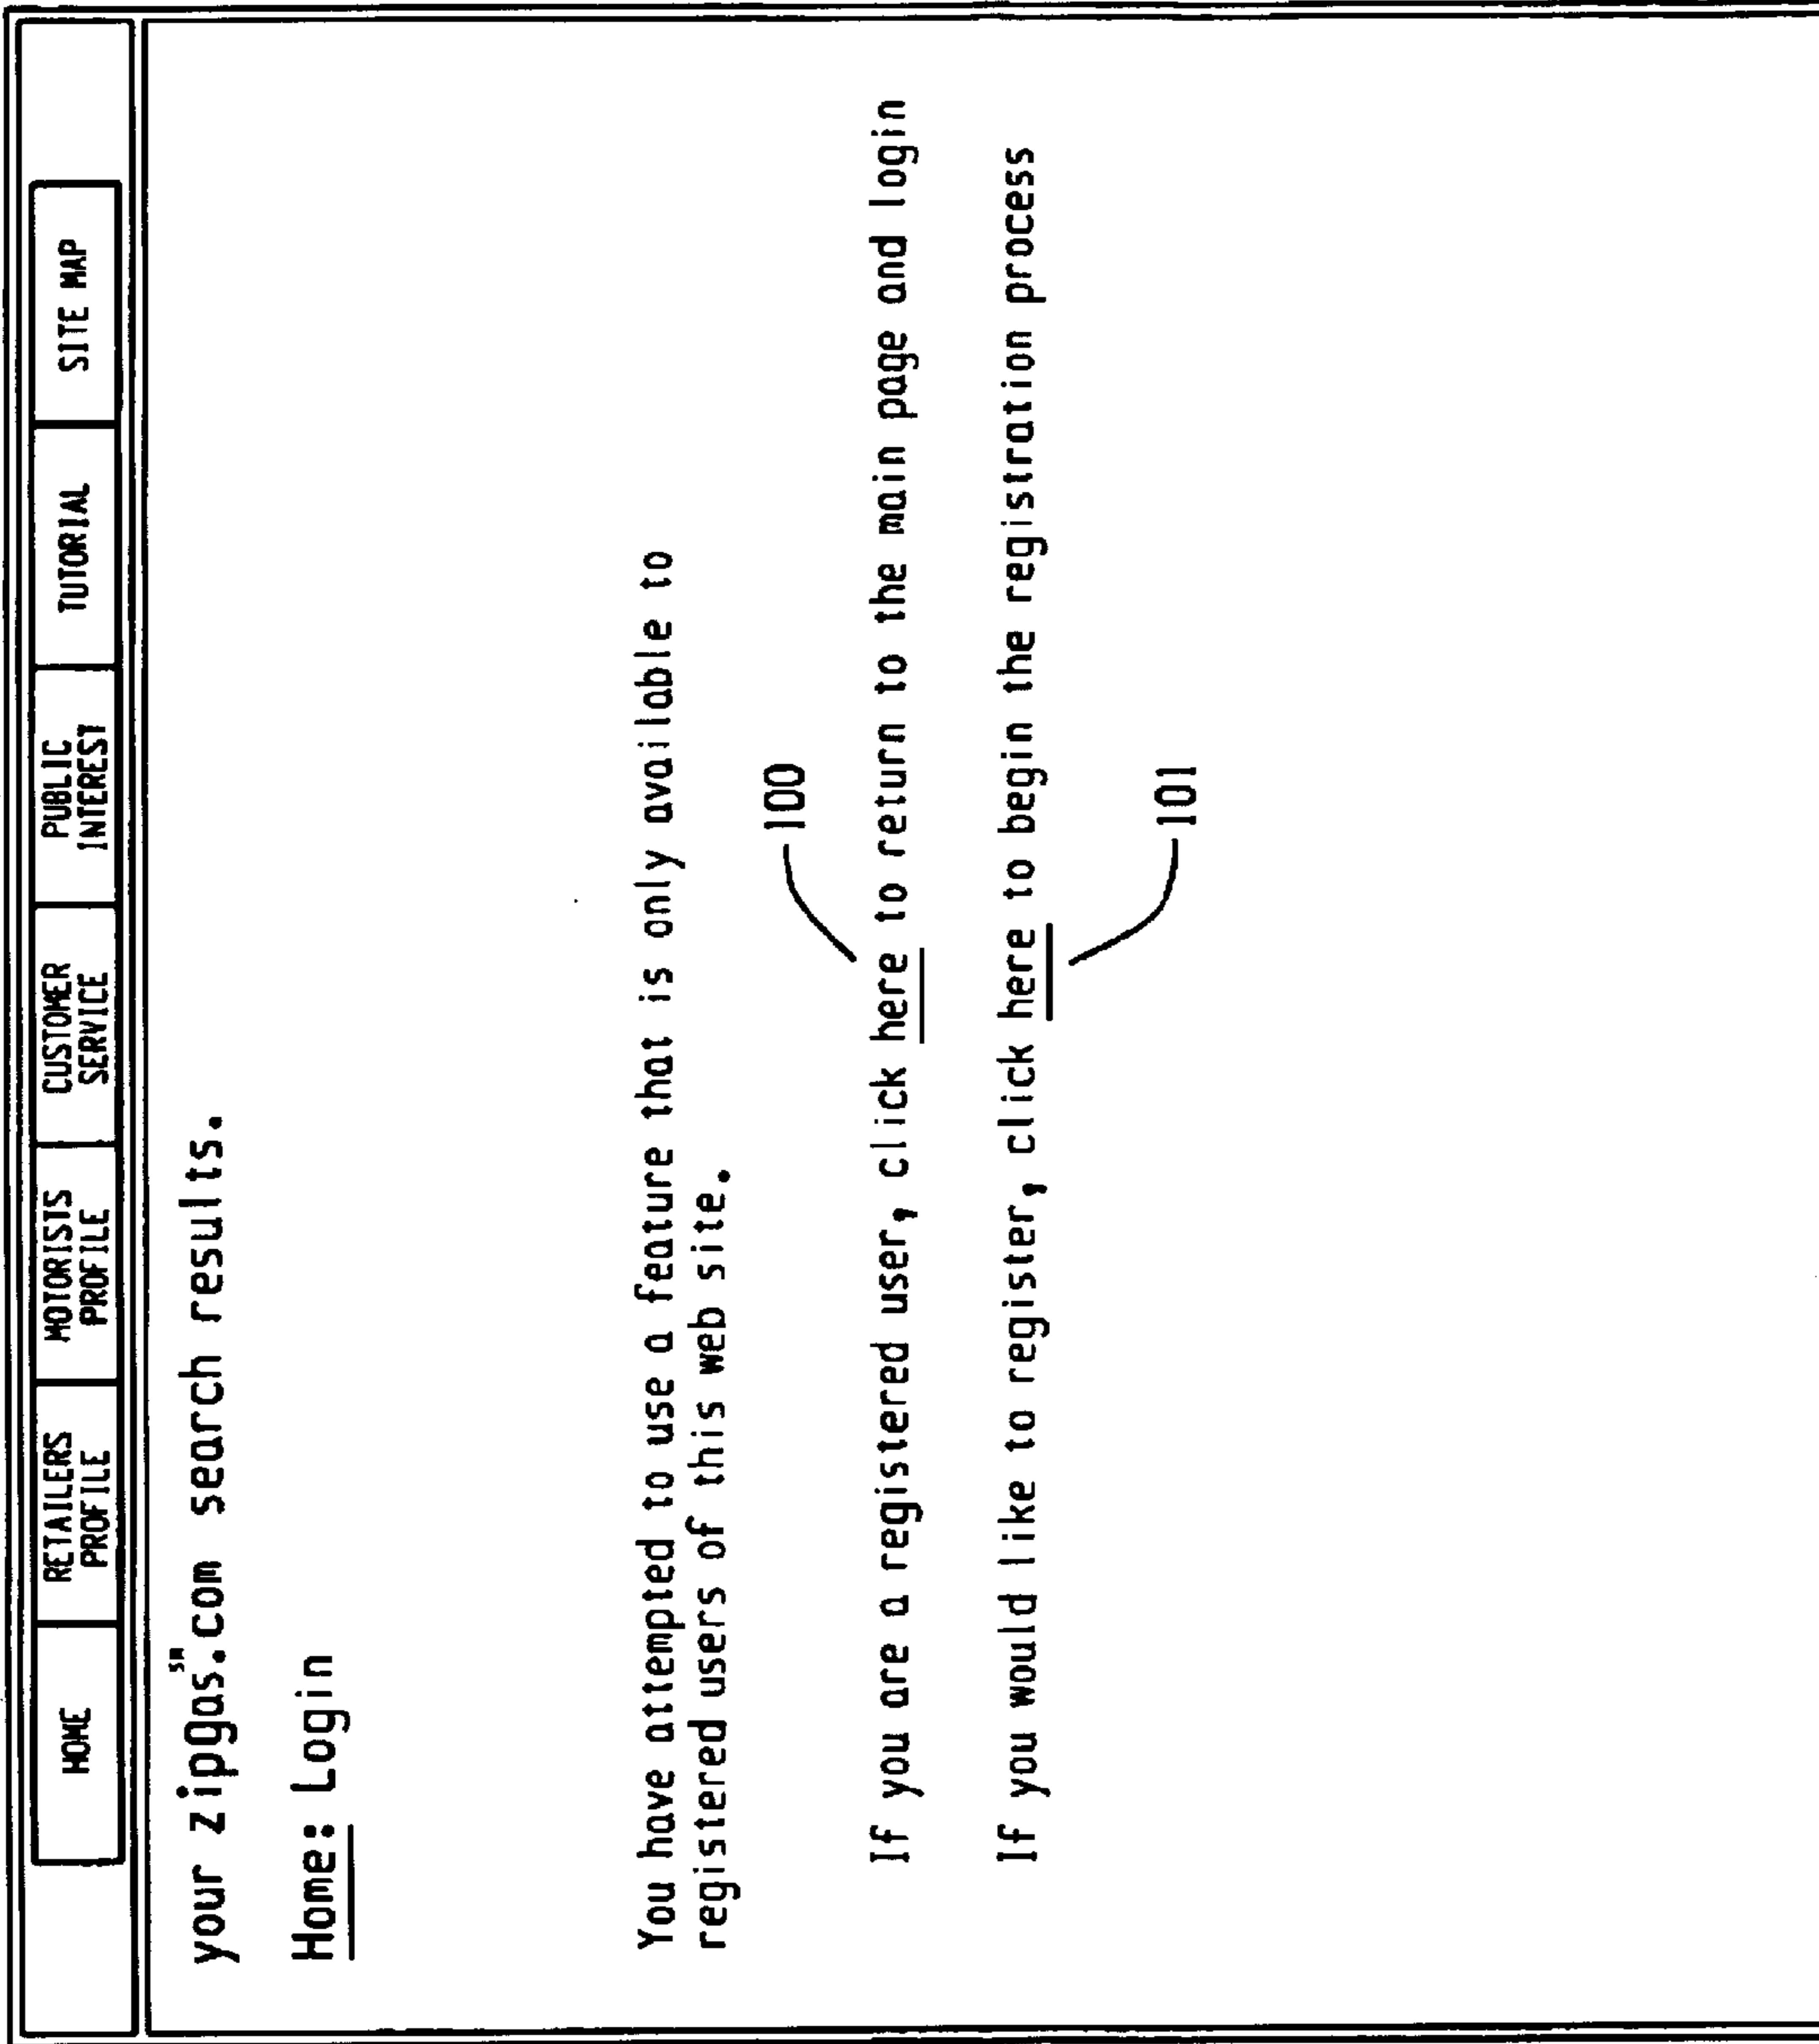 HOME
RETAILERS
PROFILE
MOTORISTS
PROFILE
CUSTOMER
SERVICE
PUBLIC
INTEREST
TUTORIAL
SITE MAP
your zipgas.com℠ search results.
Home: Login
You have attempted to use a feature that is only available to
registered users of this web site.
100
If you are a registered user, click here to return to the main page and login
If you would like to register, click here to begin the registration process
101